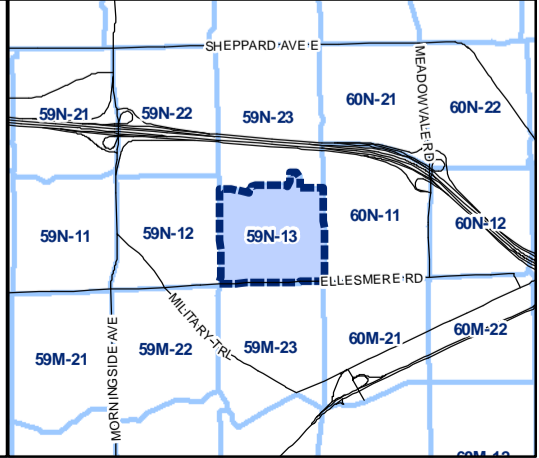 SHEPPARD AVE E
MEADOWVALE RD
59N-21
59N-22
59N-23
60N-21
60N-22
59N-11
59N-12
59N-13
60N-11
60N-12
ELLESMERE RD
MILITARY TRL
MORNINGSIDE AVE
59M-21
59M-22
59M-23
60M-21
60M-22
60M-12